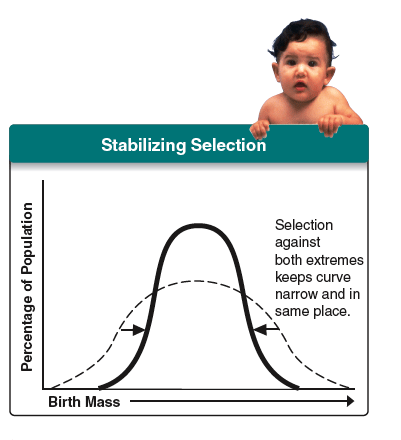 Stabilizing Selection
Percentage of Population
Selection
against
both extremes
keeps curve
narrow and in
same place.
Birth Mass